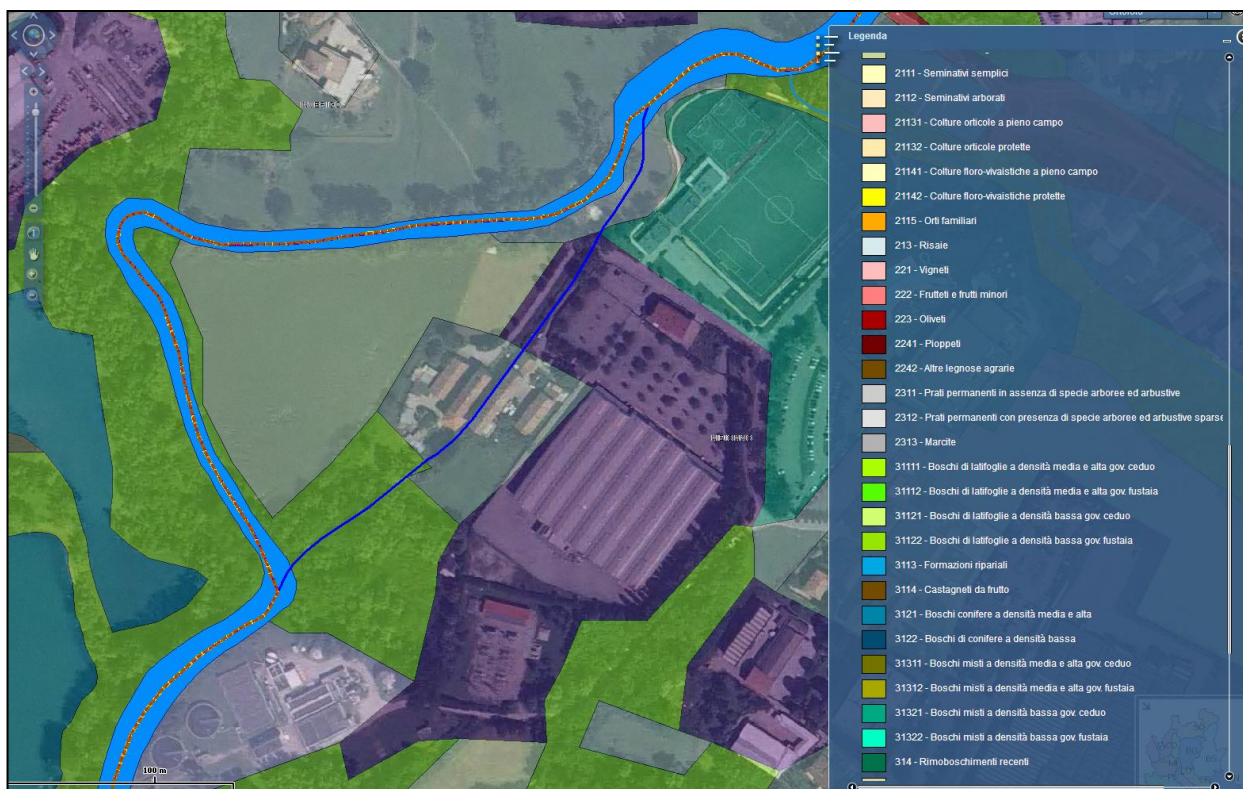 Legenda
2111 - Seminativi semplici
2112 - Seminativi arborati
21131 - Colture orticole a pieno campo
21132 - Colture orticole protette
21141 - Colture floro-vivaistiche a pieno campo
21142 - Colture floro-vivaistiche protette
2115 - Orti familiari
213 - Risaie
221 - Vigneti
222 - Frutteti e frutti minori
223 - Oliveti
2241 - Pioppeti
2242 - Altre legnose agrarie
2311 - Prati permanenti in assenza di specie arboree ed arbustive
2312 - Prati permanenti con presenza di specie arboree ed arbustive sparse
2313 - Marcite
31111 - Boschi di latifoglie a densità media e alta gov. ceduo
31112 - Boschi di latifoglie a densità media e alta gov. fustaia
31121 - Boschi di latifoglie a densità bassa gov. ceduo
31122 - Boschi di latifoglie a densità bassa gov. fustaia
3113 - Formazioni ripariali
3114 - Castagneti da frutto
3121 - Boschi conifere a densità media e alta
3122 - Boschi di conifere a densità bassa
31311 - Boschi misti a densità media e alta gov. ceduo
31312 - Boschi misti a densità media e alta gov. fustaia
31321 - Boschi misti a densità bassa gov. ceduo
31322 - Boschi misti a densità bassa gov. fustaia
314 - Rimboschimenti recenti
100 m